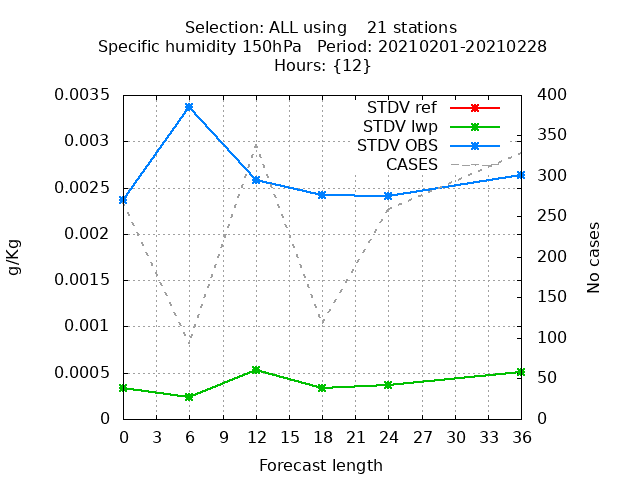 Selection: ALL using    21 stations
Specific humidity 150hPa   Period: 20210201-20210228
Hours: {12}
STDV ref
STDV lwp
STDV OBS
CASES
0.0035
0.003
0.0025
0.002
0.0015
0.001
0.0005
0
g/Kg
400
350
300
250
200
150
100
50
0
No cases
0 3 6 9 12 15 18 21 24 27 30 33 36
Forecast length